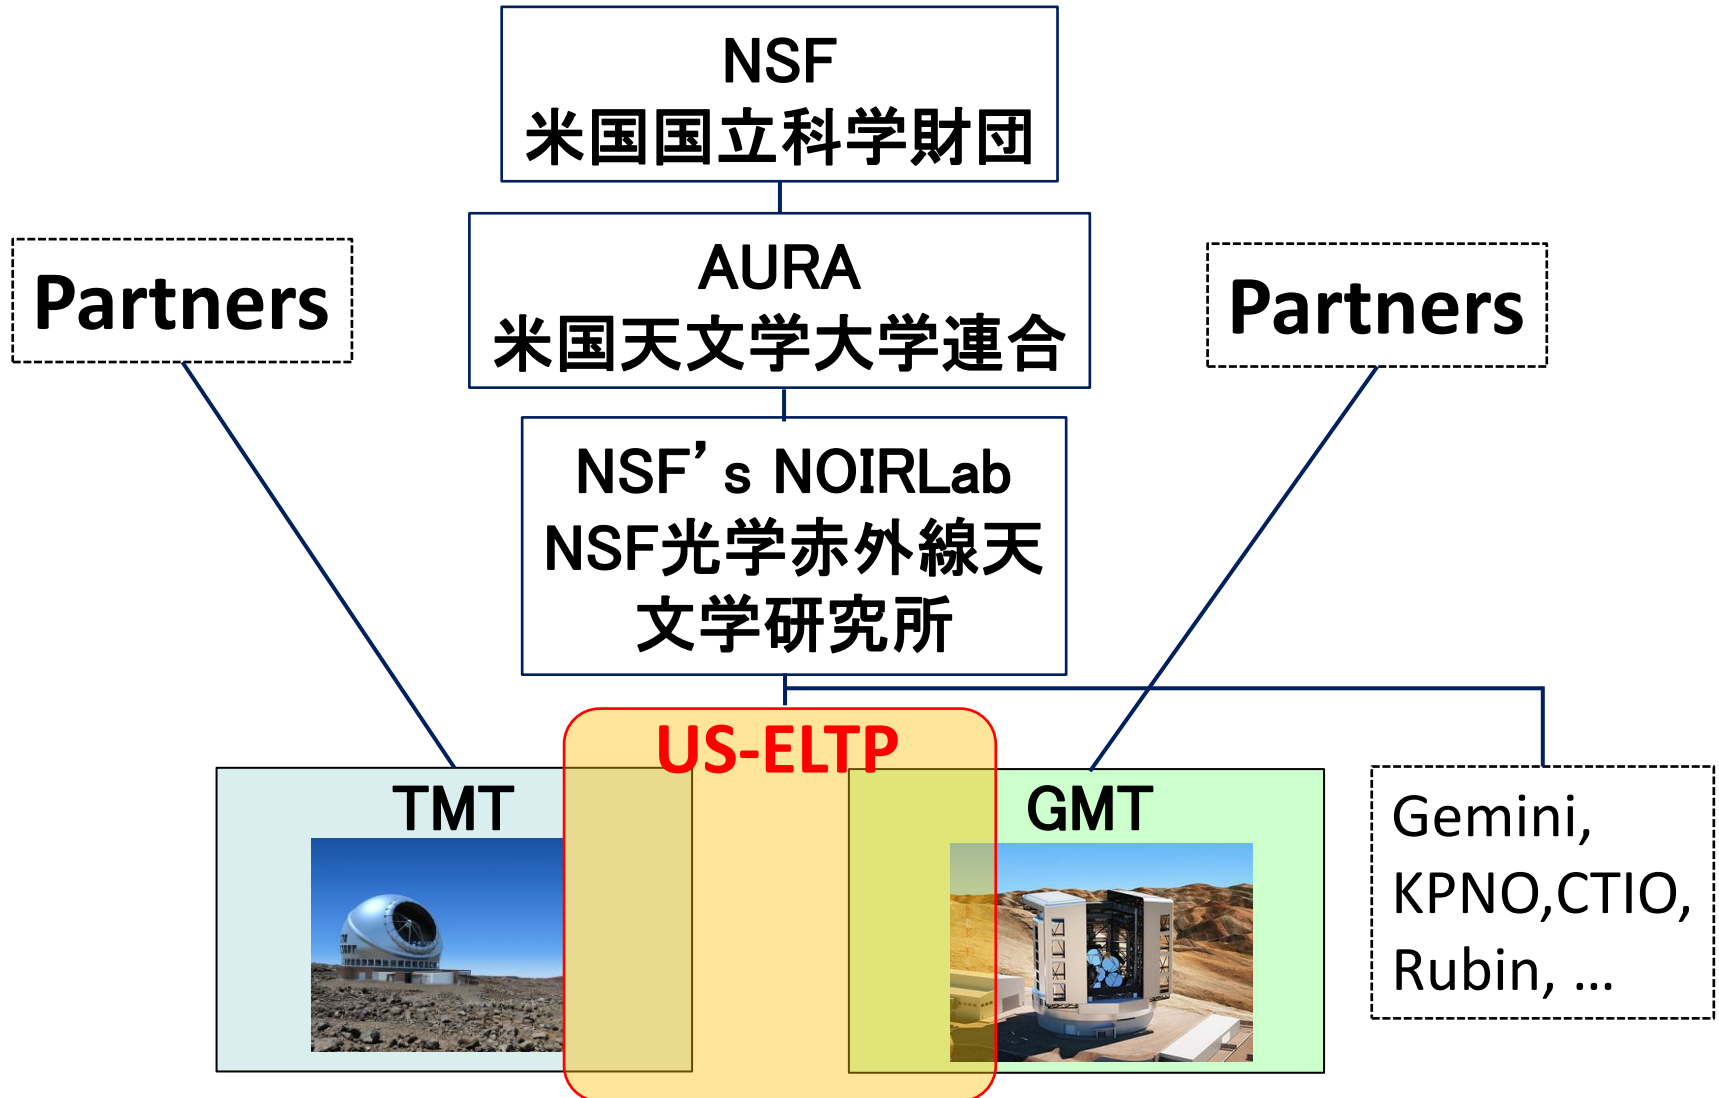 NSF
米国国立科学財団
AURA
米国天文学大学連合
Partners
Partners
NSF’s NOIRLab
NSF光学赤外線天
文学研究所
US-ELTP
TMT
GMT
Gemini,
KPNO,CTIO,
Rubin, ...